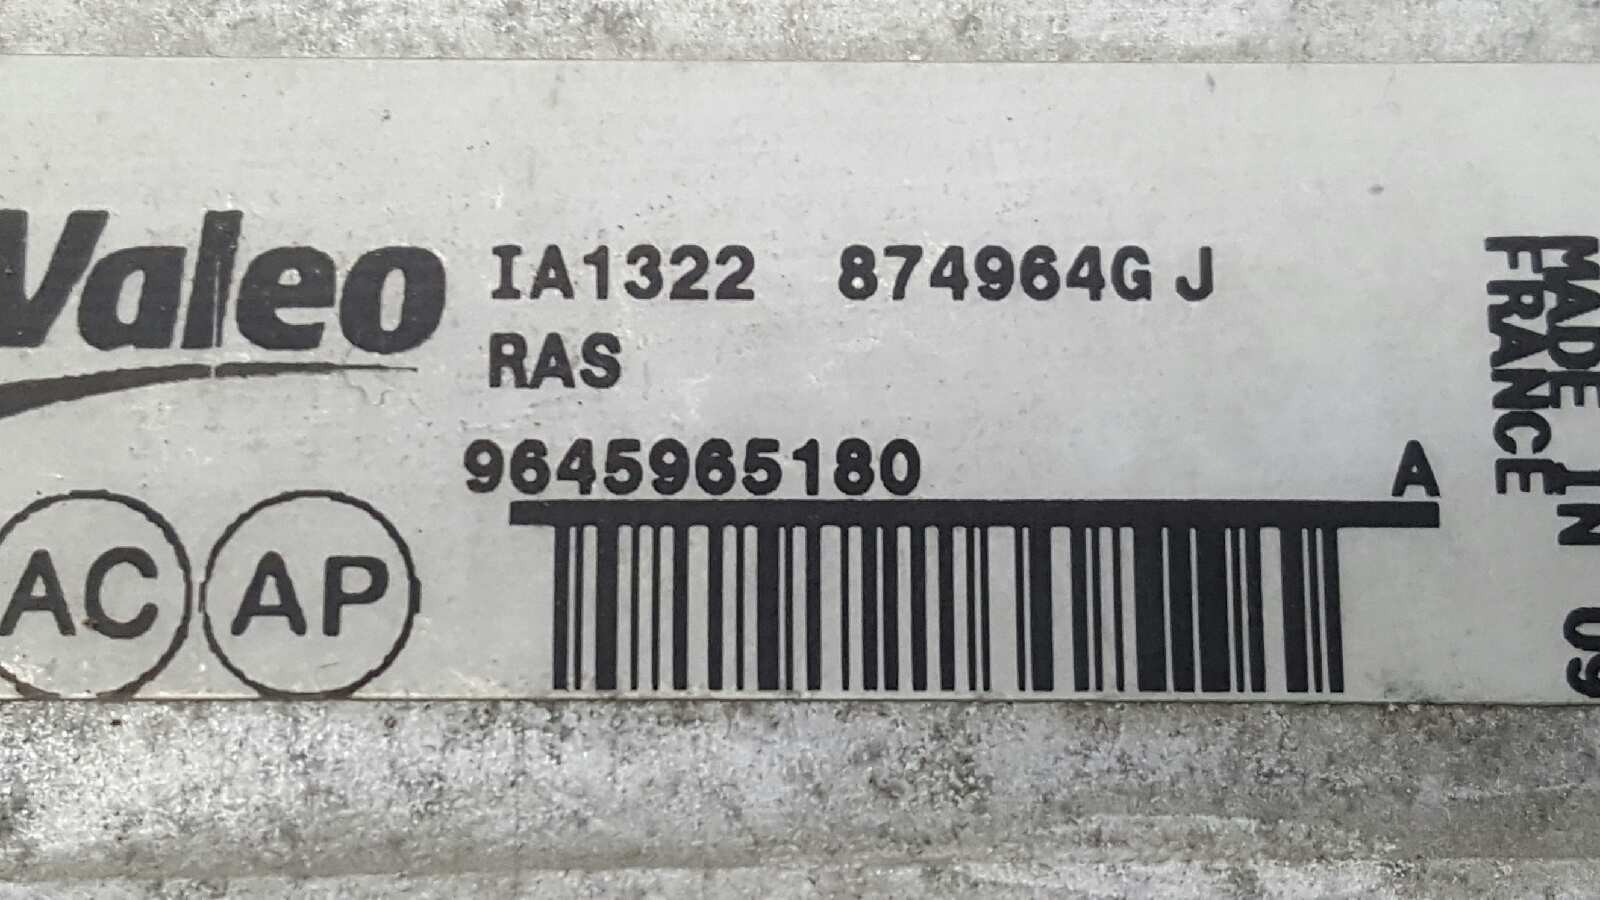 Valeo
IA1322 874964G J
RAS
9645965180 A
AC AP
MADE IN
FRANCE
09